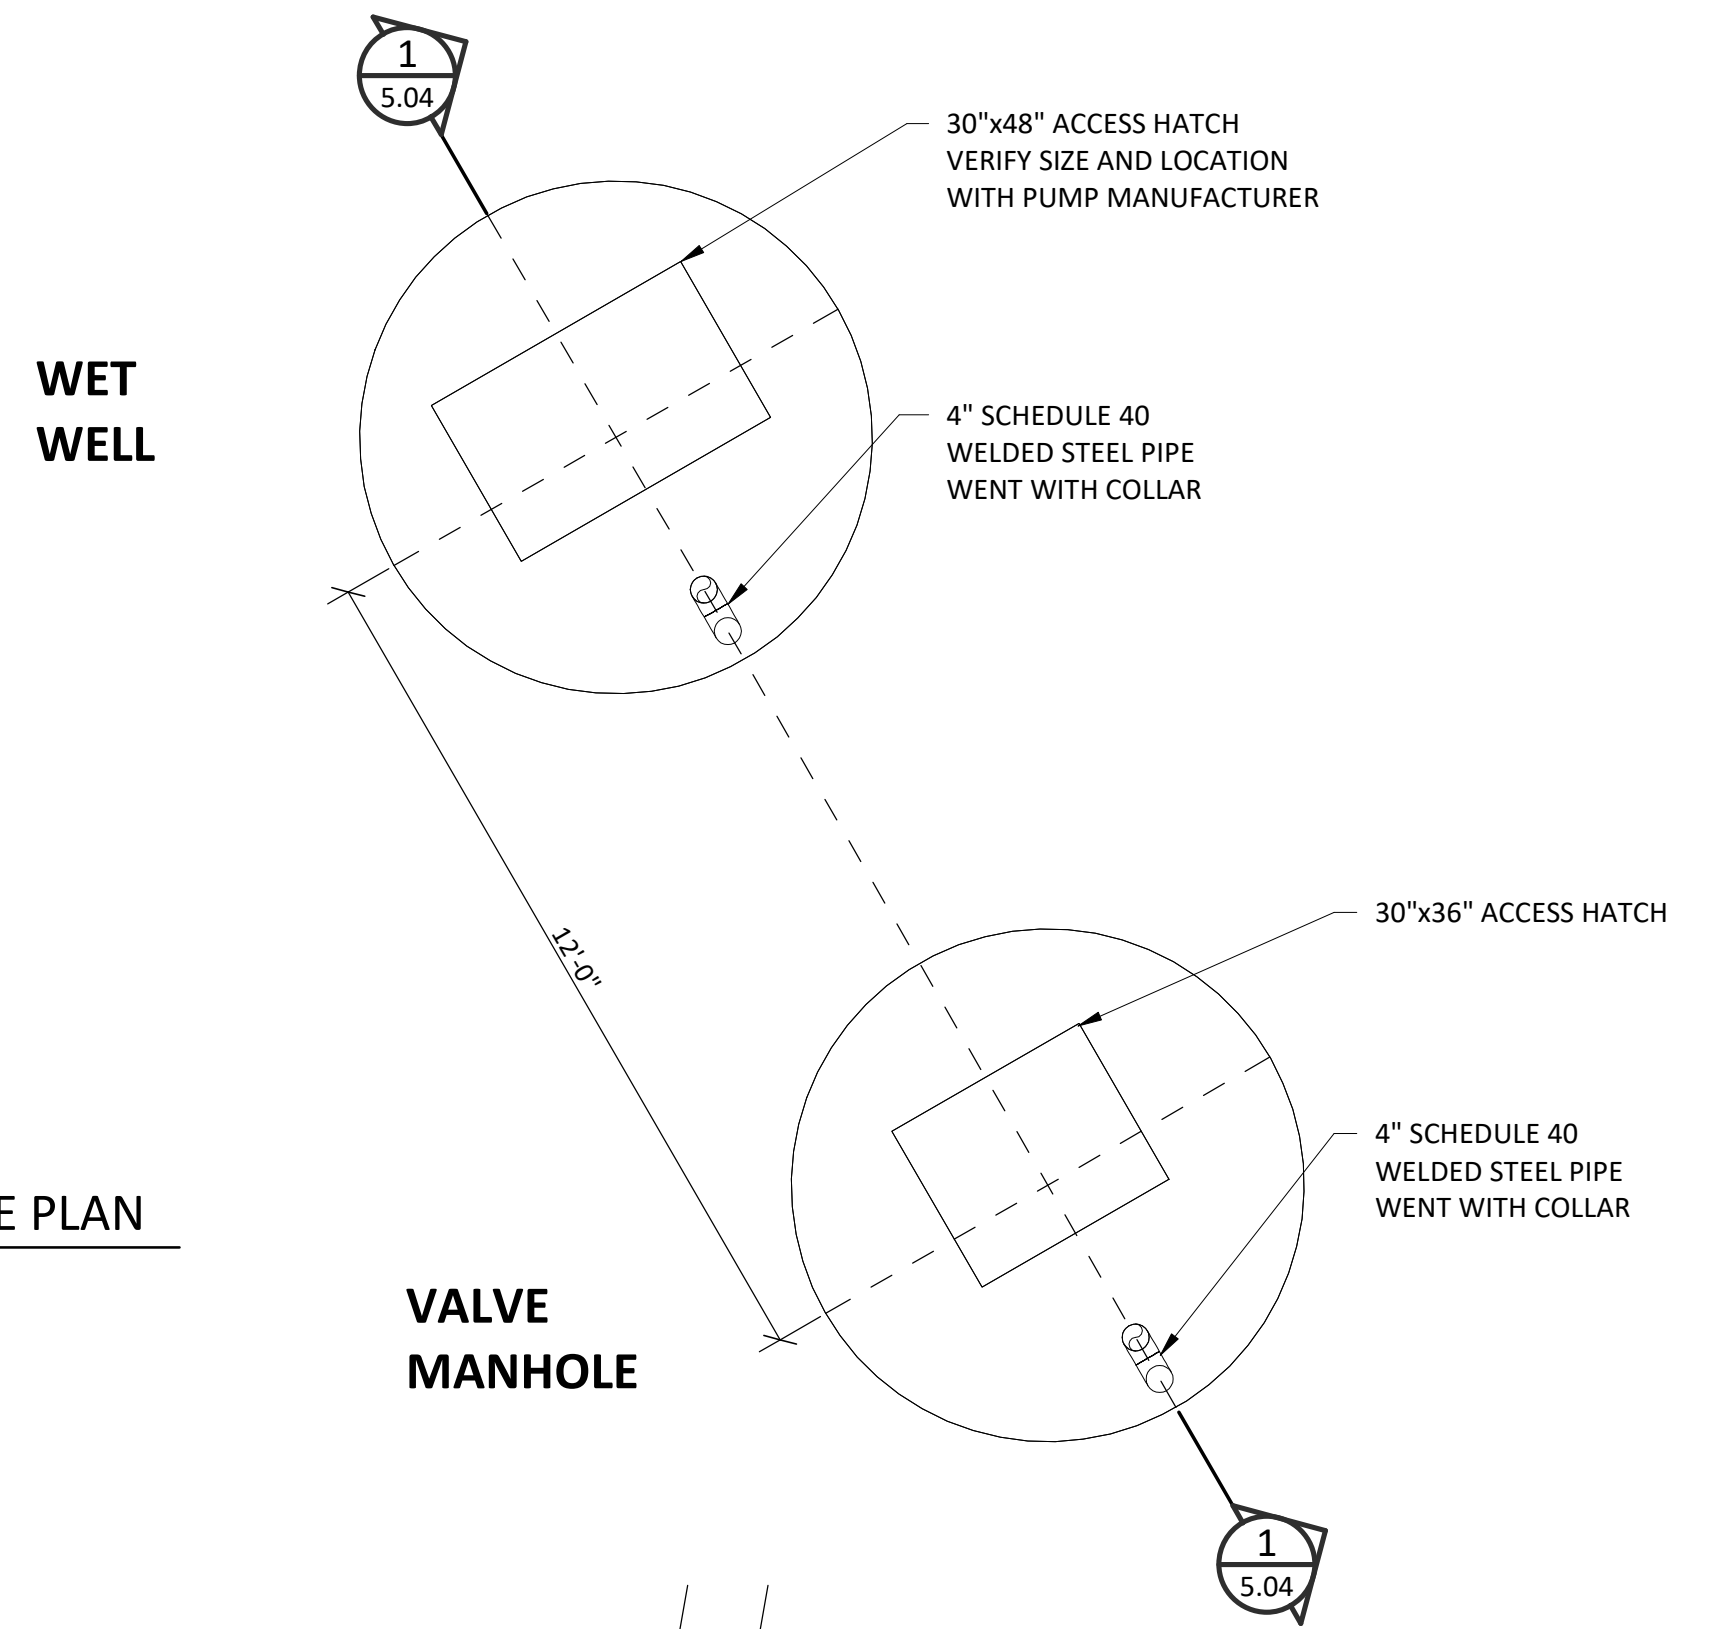 1
5.04
30"x48" ACCESS HATCH
VERIFY SIZE AND LOCATION
WITH PUMP MANUFACTURER
WET
WELL
4" SCHEDULE 40
WELDED STEEL PIPE
WENT WITH COLLAR
12'-0"
30"x36" ACCESS HATCH
4" SCHEDULE 40
WELDED STEEL PIPE
WENT WITH COLLAR
E PLAN
VALVE
MANHOLE
1
5.04